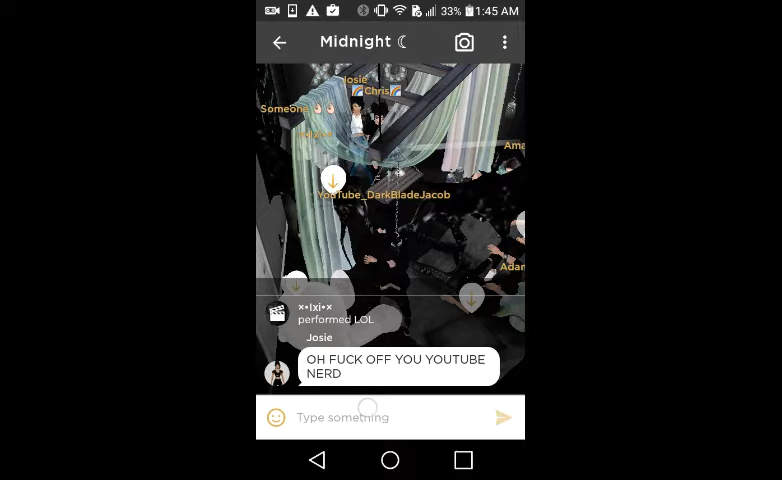 33% 1:45 AM
Midnight ☾
Josie
🌈Chris🌈
Someone👌🏻👌🏻
Ama
YouTube_DarkBladeJacob
Adam
×•Ixi•×
performed LOL
Josie
OH FUCK OFF YOU YOUTUBE
NERD
Type something